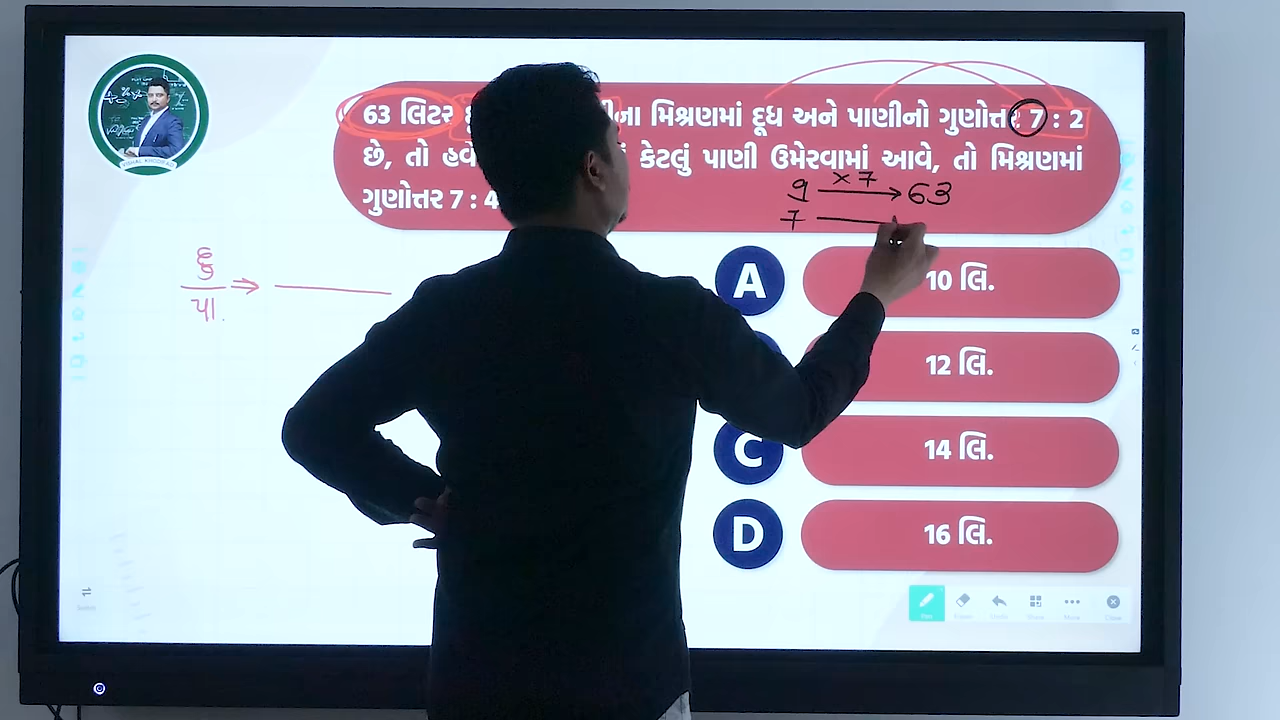 63 લિટર
ના મિશ્રણમાં દૂધ અને પાણીનો ગુણોત્તર 7 : 2
છે, તો હવે કેટલું પાણી ઉમેરવામાં આવે, તો મિશ્રણમાં
ગુણોત્તર 7 : 4
9 ×7 → 63
7
દૂ
પા.
A 10 લિ.
12 લિ.
C 14 લિ.
D 16 લિ.